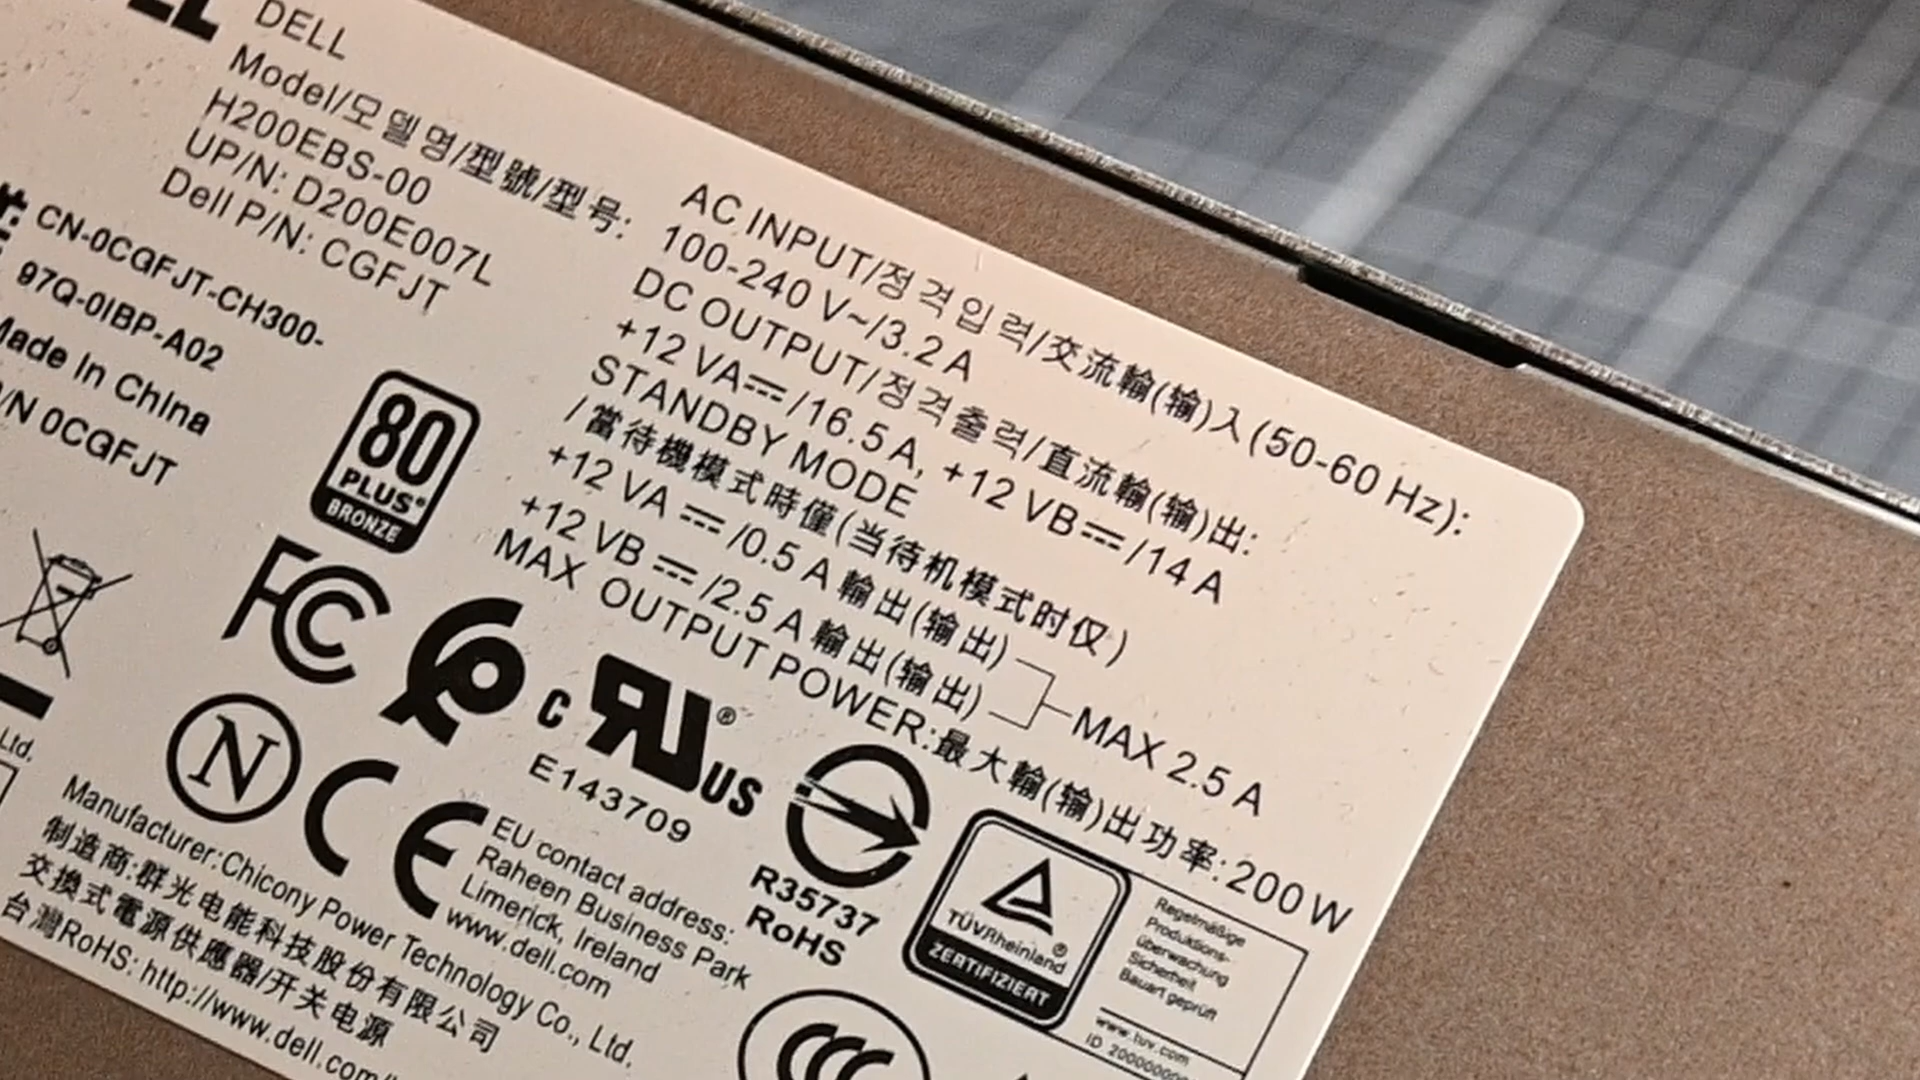 DELL
Model/모델명/型號/型号:
H200EBS-00
UP/N: D200E007L
Dell P/N: CGFJT
CN-0CGFJT-CH300-
97Q-0IBP-A02
Made in China
P/N 0CGFJT
80
PLUS®
BRONZE
AC INPUT/정격입력/交流輸(输)入(50-60 Hz):
100-240 V~/3.2 A
DC OUTPUT/정격출력/直流輸(输)出:
+12 VA⎓/16.5 A, +12 VB⎓/14 A
STANDBY MODE
/當待機模式時僅(当待机模式时仅)
+12 VA ⎓/0.5 A 輸出(输出)
+12 VB ⎓/2.5 A 輸出(输出)
MAX 2.5 A
MAX OUTPUT POWER:最大輸(输)出功率:200 W
FC
N
CE
c RU® US
E143709
R35737
RoHS
EU contact address:
Raheen Business Park
Limerick, Ireland
www.dell.com
TÜVRheinland®
ZERTIFIZIERT
Regelmäßige
Produktions-
überwachung
Sicherheit
Bauart geprüft
www.tuv.com
Ltd.
Manufacturer:Chicony Power Technology Co., Ltd.
制造商:群光电能科技股份有限公司
交換式電源供應器/开关电源
台灣RoHS: http://www.dell.com/
CCC